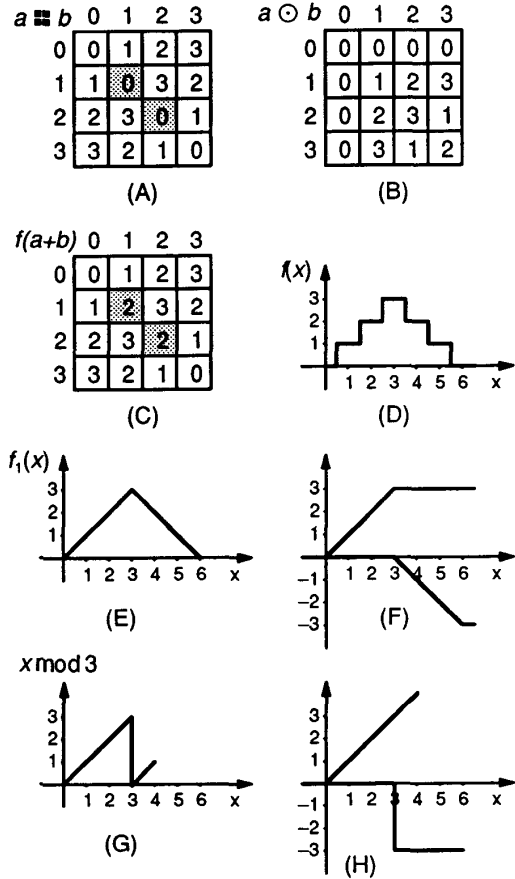 a ⊞ b 0 1 2 3
0 0 1 2 3
1 1 0 3 2
2 2 3 0 1
3 3 2 1 0
(A)
a ⊙ b 0 1 2 3
0 0 0 0 0
1 0 1 2 3
2 0 2 3 1
3 0 3 1 2
(B)
f(a+b) 0 1 2 3
0 0 1 2 3
1 1 2 3 2
2 2 3 2 1
3 3 2 1 0
(C)
f(x)
3
2
1
1 2 3 4 5 6 x
(D)
f₁(x)
3
2
1
1 2 3 4 5 6 x
(E)
3
2
1
1 2 3 4 5 6 x
−1
−2
−3
(F)
x mod 3
3
2
1
1 2 3 4 5 6 x
(G)
3
2
1
1 2 3 4 5 6 x
−1
−2
−3
(H)